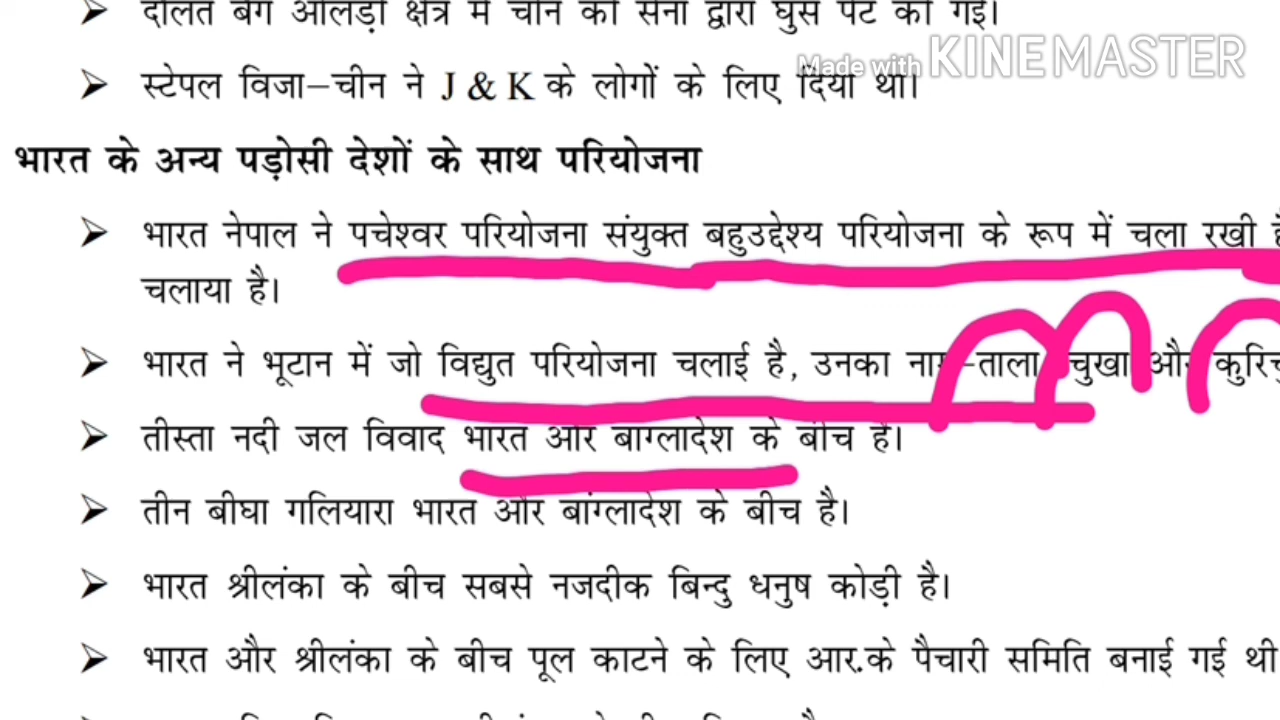 दौलत बेग ओलड़ी क्षेत्र में चीन की सेना द्वारा घुस पेट की गई।
Made with KINEMASTER
स्टेपल विजा–चीन ने J & K के लोगों के लिए दिया था।
भारत के अन्य पड़ोसी देशों के साथ परियोजना
भारत नेपाल ने पचेश्वर परियोजना संयुक्त बहुउद्देश्य परियोजना के रूप में चला रखी
चलाया है।
भारत ने भूटान में जो विद्युत परियोजना चलाई है, उनका नाम–ताला चुखा और
तीस्ता नदी जल विवाद भारत और बांग्लादेश के बीच है।
तीन बीघा गलियारा भारत और बांग्लादेश के बीच है।
भारत श्रीलंका के बीच सबसे नजदीक बिन्दु धनुष कोड़ी है।
भारत और श्रीलंका के बीच पूल काटने के लिए आर.के पैचारी समिति बनाई गई थी